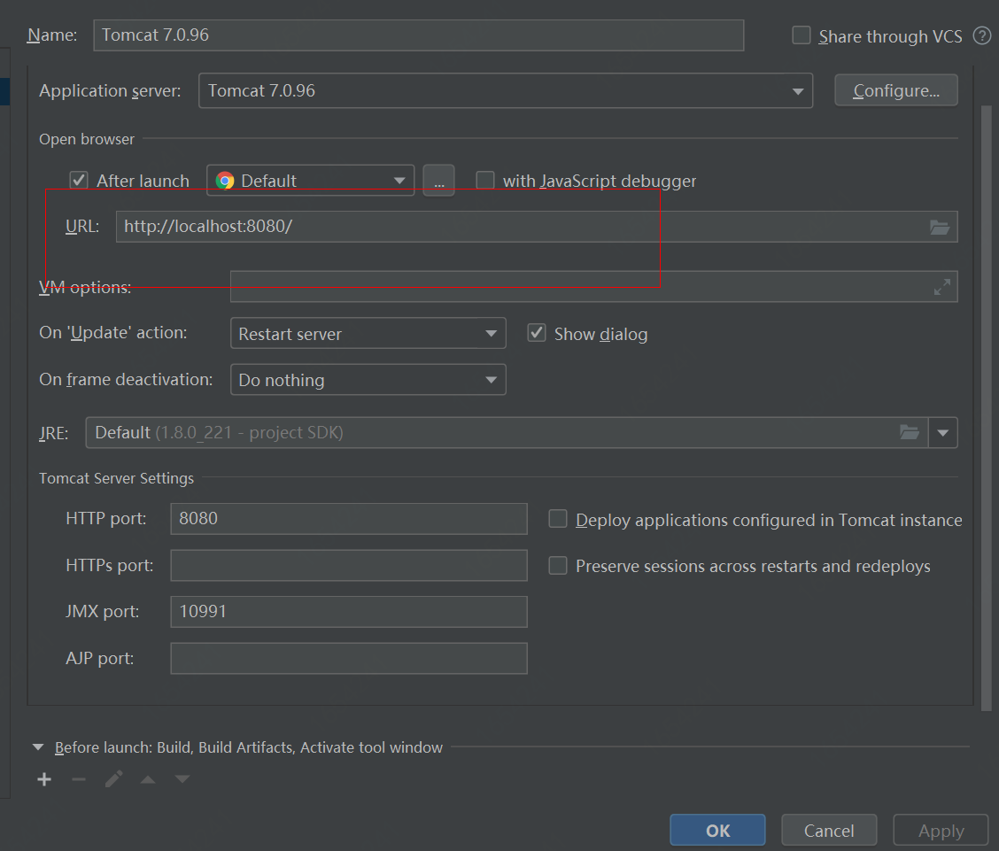 Name: Tomcat 7.0.96 Share through VCS ?
Application server: Tomcat 7.0.96 Configure...
Open browser
After launch Default ... with JavaScript debugger
URL: http://localhost:8080/
VM options:
On 'Update' action: Restart server Show dialog
On frame deactivation: Do nothing
JRE: Default (1.8.0_221 - project SDK)
Tomcat Server Settings
HTTP port: 8080 Deploy applications configured in Tomcat instance
HTTPs port: Preserve sessions across restarts and redeploys
JMX port: 10991
AJP port:
Before launch: Build, Build Artifacts, Activate tool window
OK Cancel Apply